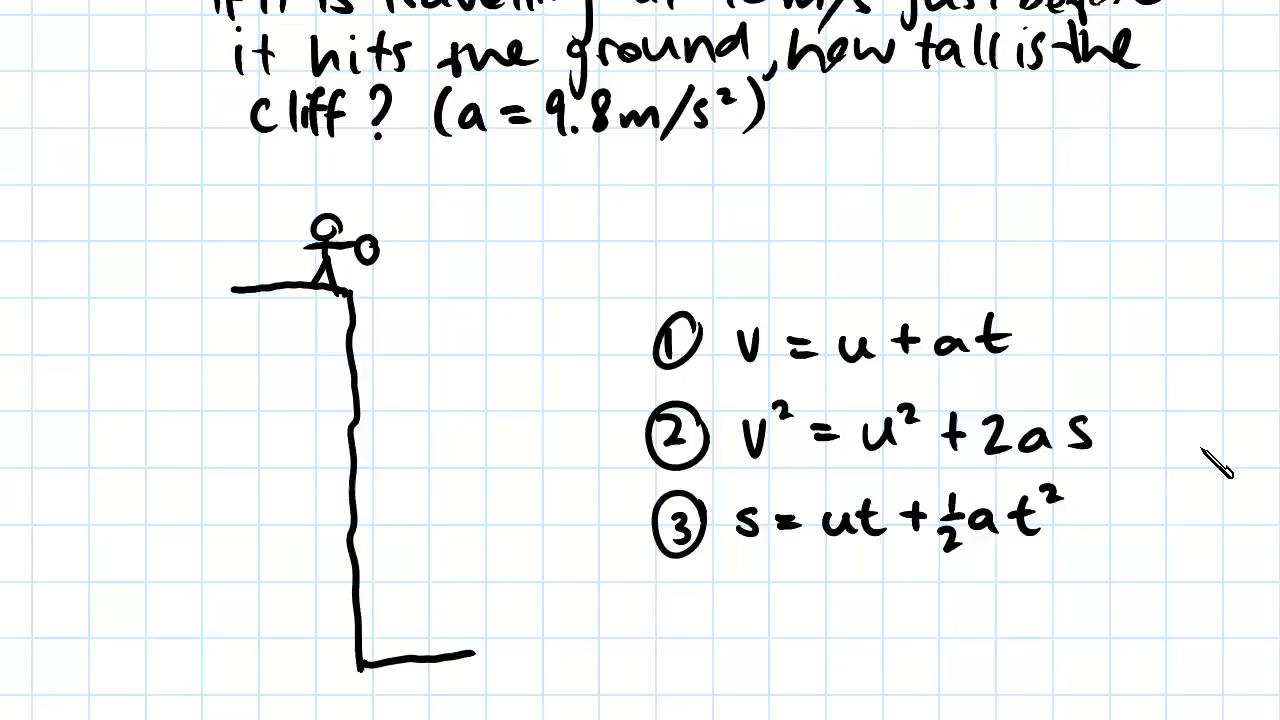 it hits the ground, how tall is the
cliff? (a = 9.8m/s²)
① v = u + at
② v² = u² + 2as
③ s = ut + ½at²